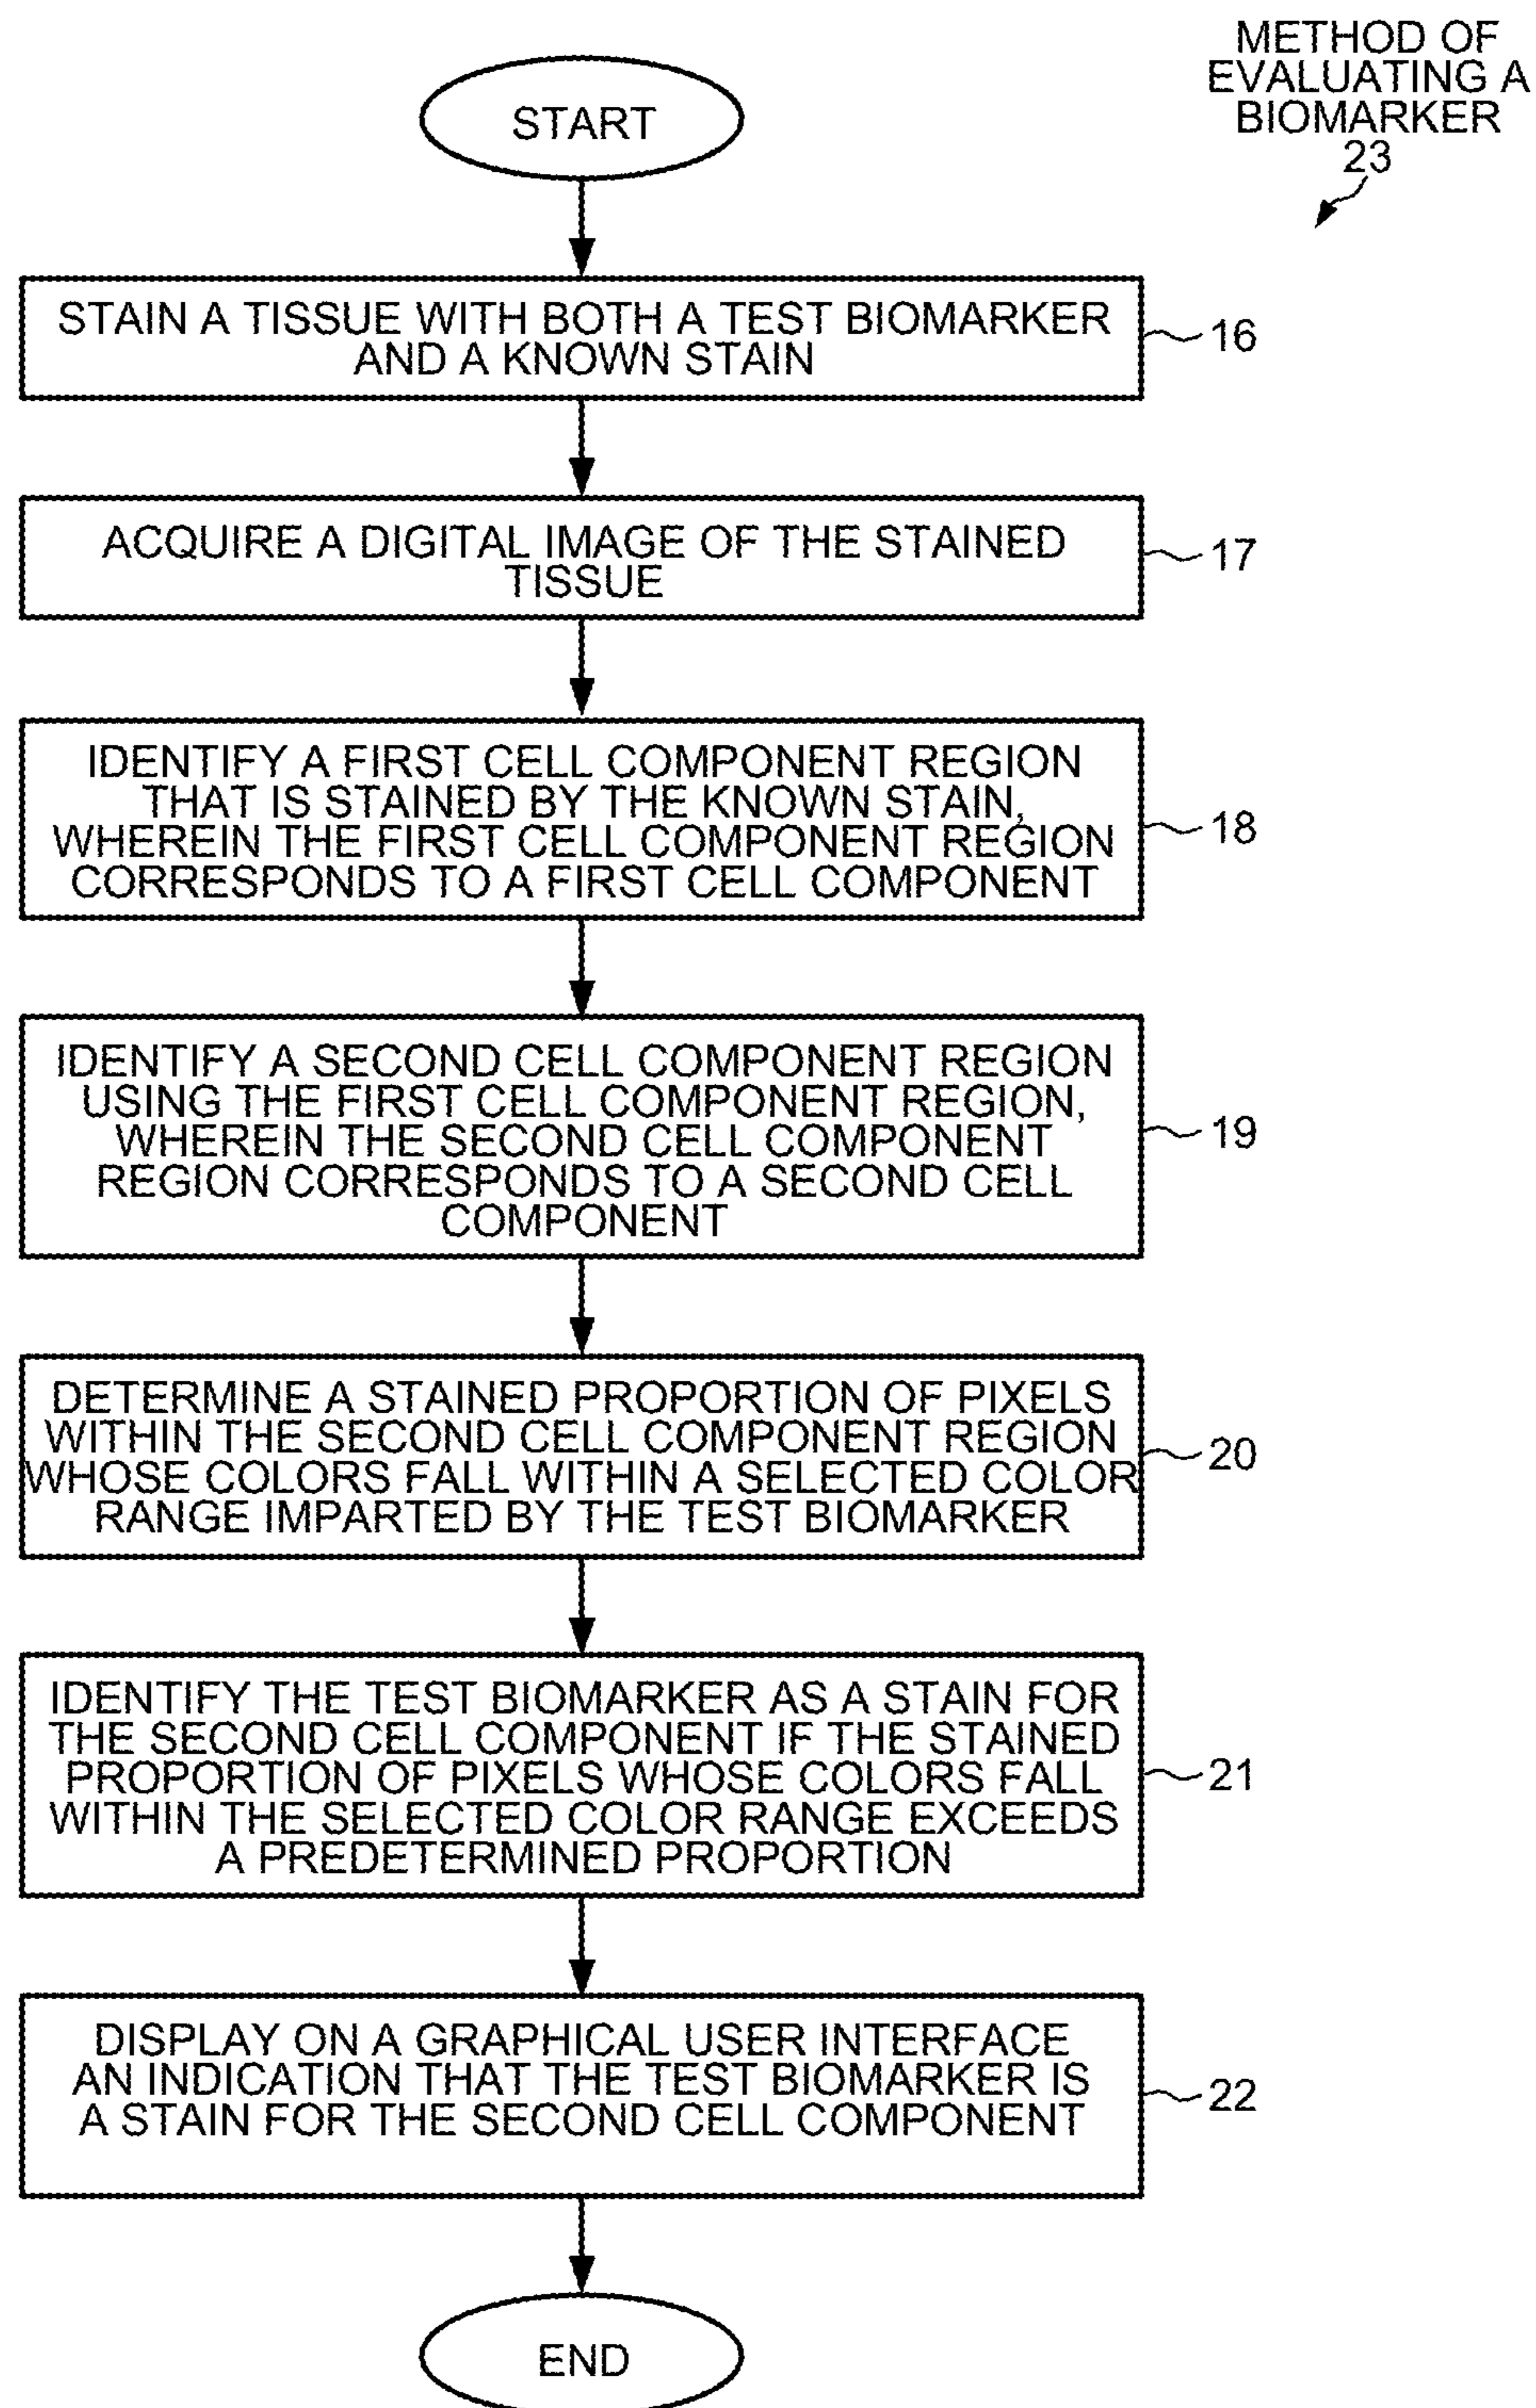 METHOD OF
EVALUATING A
BIOMARKER
23
START
STAIN A TISSUE WITH BOTH A TEST BIOMARKER
AND A KNOWN STAIN
16
ACQUIRE A DIGITAL IMAGE OF THE STAINED
TISSUE
17
IDENTIFY A FIRST CELL COMPONENT REGION
THAT IS STAINED BY THE KNOWN STAIN,
WHEREIN THE FIRST CELL COMPONENT REGION
CORRESPONDS TO A FIRST CELL COMPONENT
18
IDENTIFY A SECOND CELL COMPONENT REGION
USING THE FIRST CELL COMPONENT REGION,
WHEREIN THE SECOND CELL COMPONENT
REGION CORRESPONDS TO A SECOND CELL
COMPONENT
19
DETERMINE A STAINED PROPORTION OF PIXELS
WITHIN THE SECOND CELL COMPONENT REGION
WHOSE COLORS FALL WITHIN A SELECTED COLOR
RANGE IMPARTED BY THE TEST BIOMARKER
20
IDENTIFY THE TEST BIOMARKER AS A STAIN FOR
THE SECOND CELL COMPONENT IF THE STAINED
PROPORTION OF PIXELS WHOSE COLORS FALL
WITHIN THE SELECTED COLOR RANGE EXCEEDS
A PREDETERMINED PROPORTION
21
DISPLAY ON A GRAPHICAL USER INTERFACE
AN INDICATION THAT THE TEST BIOMARKER IS
A STAIN FOR THE SECOND CELL COMPONENT
22
END